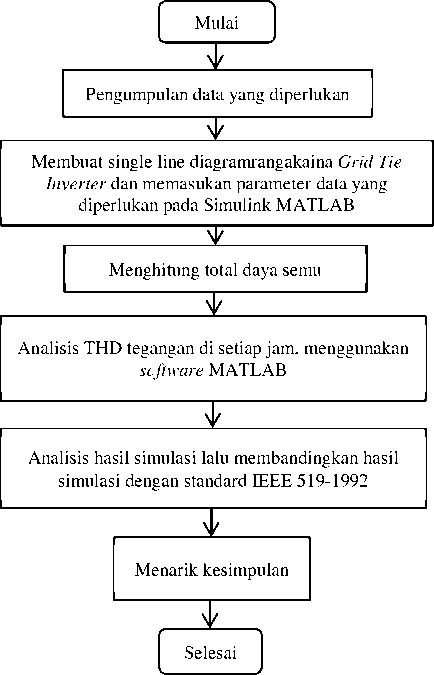 Mulai
Pengumpulan data yang diperlukan
Membuat single line diagramrangakaina Grid Tie
Inverter dan memasukan parameter data yang
diperlukan pada Simulink MATLAB
Menghitung total daya semu
Analisis THD tegangan di setiap jam. menggunakan
software MATLAB
Analisis hasil simulasi lalu membandingkan hasil
simulasi dengan standard IEEE 519-1992
Menarik kesimpulan
Selesai